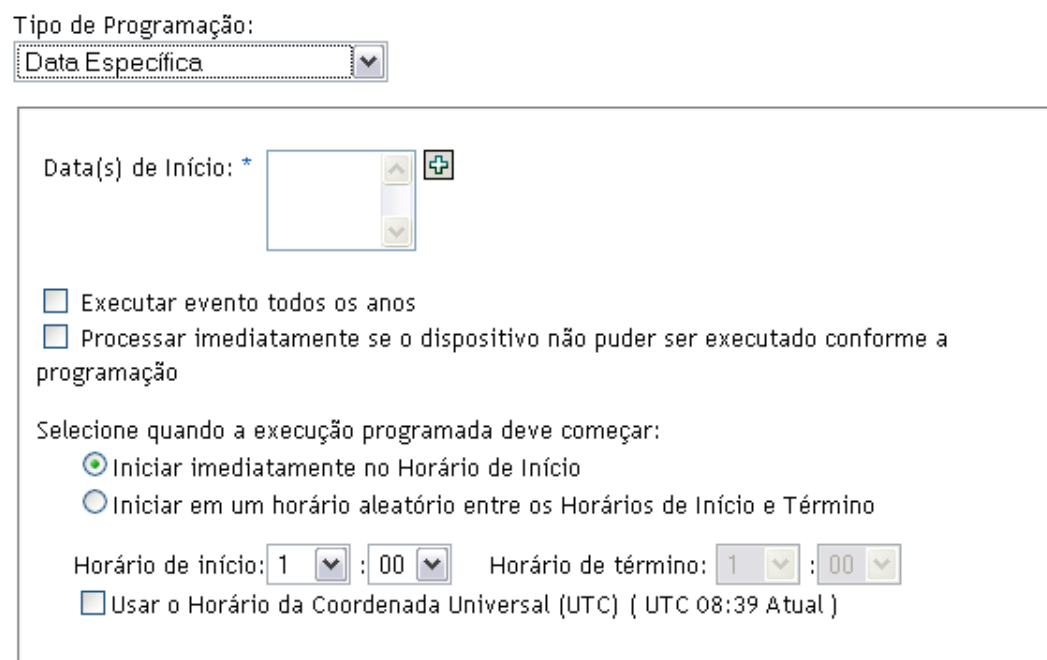 Tipo de Programação:
Data Específica
Data(s) de Início: *
Executar evento todos os anos
Processar imediatamente se o dispositivo não puder ser executado conforme a
programação
Selecione quando a execução programada deve começar:
Iniciar imediatamente no Horário de Início
Iniciar em um horário aleatório entre os Horários de Início e Término
Horário de início: 1 : 00 Horário de término: 1 : 00
Usar o Horário da Coordenada Universal (UTC) ( UTC 08:39 Atual )